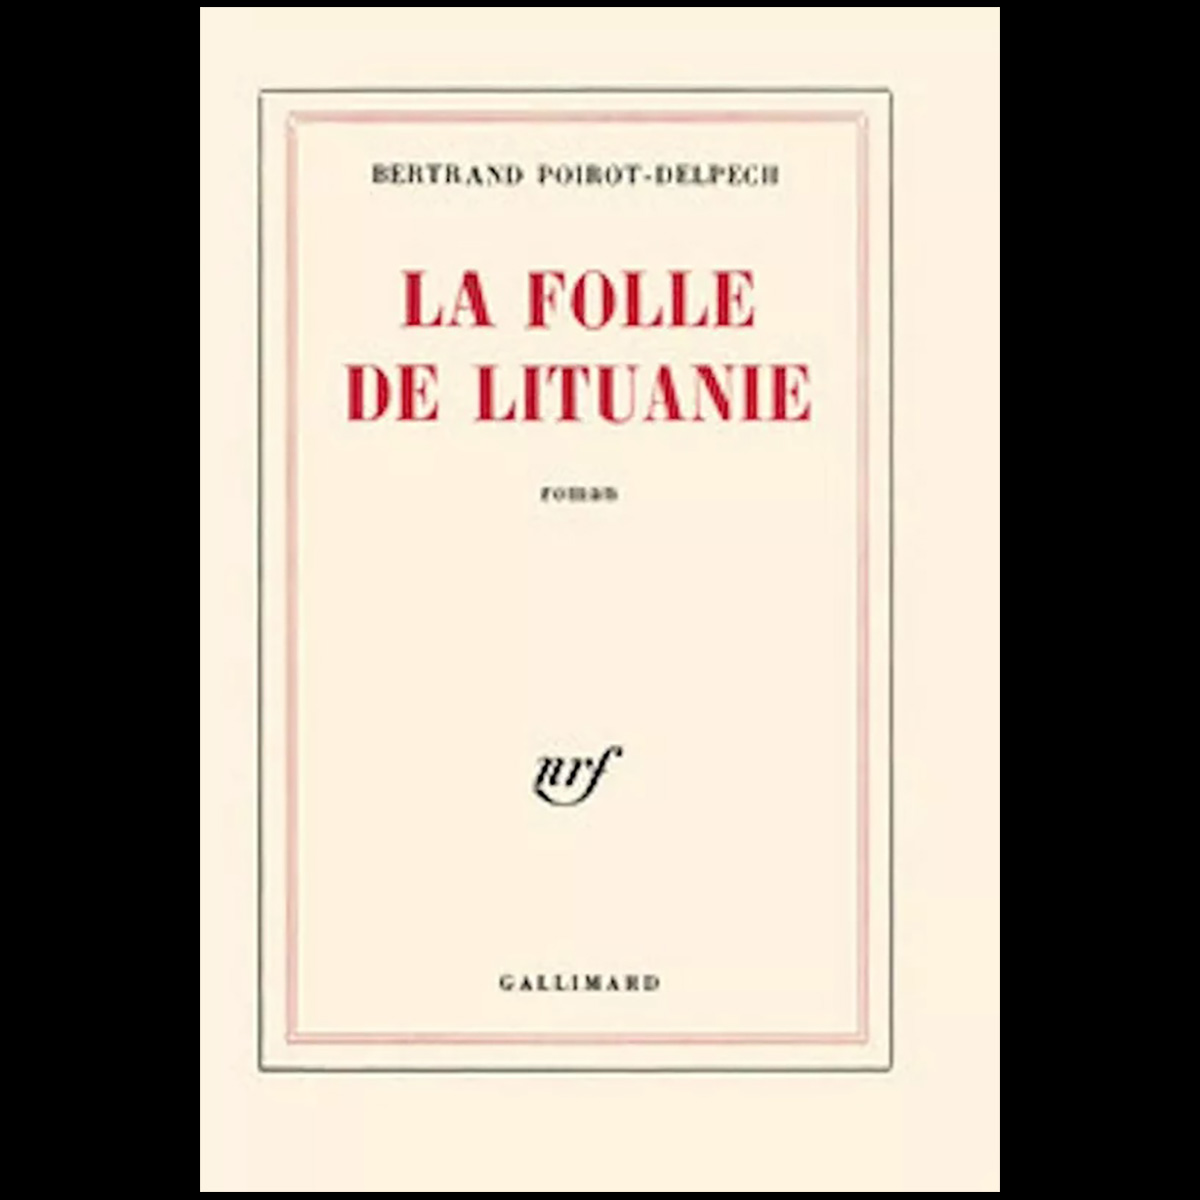 BERTRAND POIROT-DELPECH
LA FOLLE
DE LITUANIE
roman
nrf
GALLIMARD